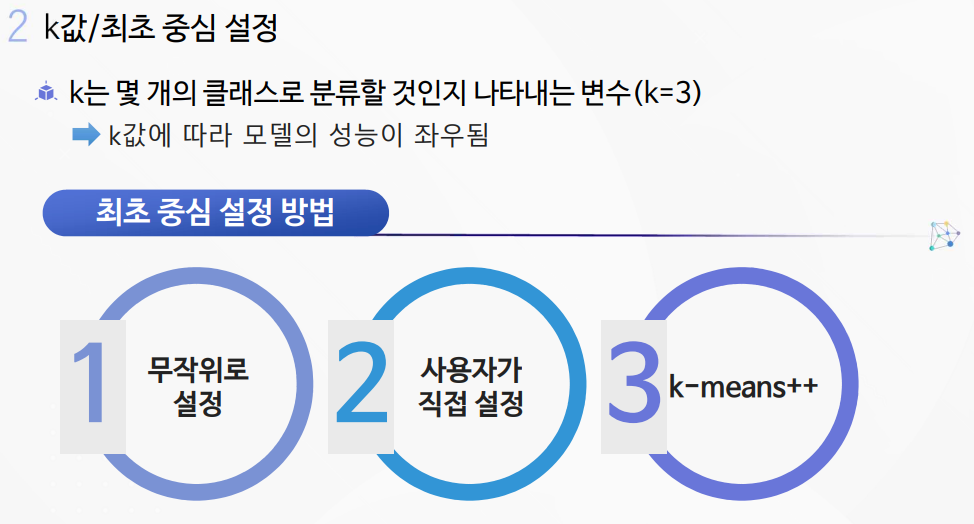 2 k값/최초 중심 설정
k는 몇 개의 클래스로 분류할 것인지 나타내는 변수(k=3)
k값에 따라 모델의 성능이 좌우됨
최초 중심 설정 방법
1 무작위로
설정
2 사용자가
직접 설정
3 k-means++